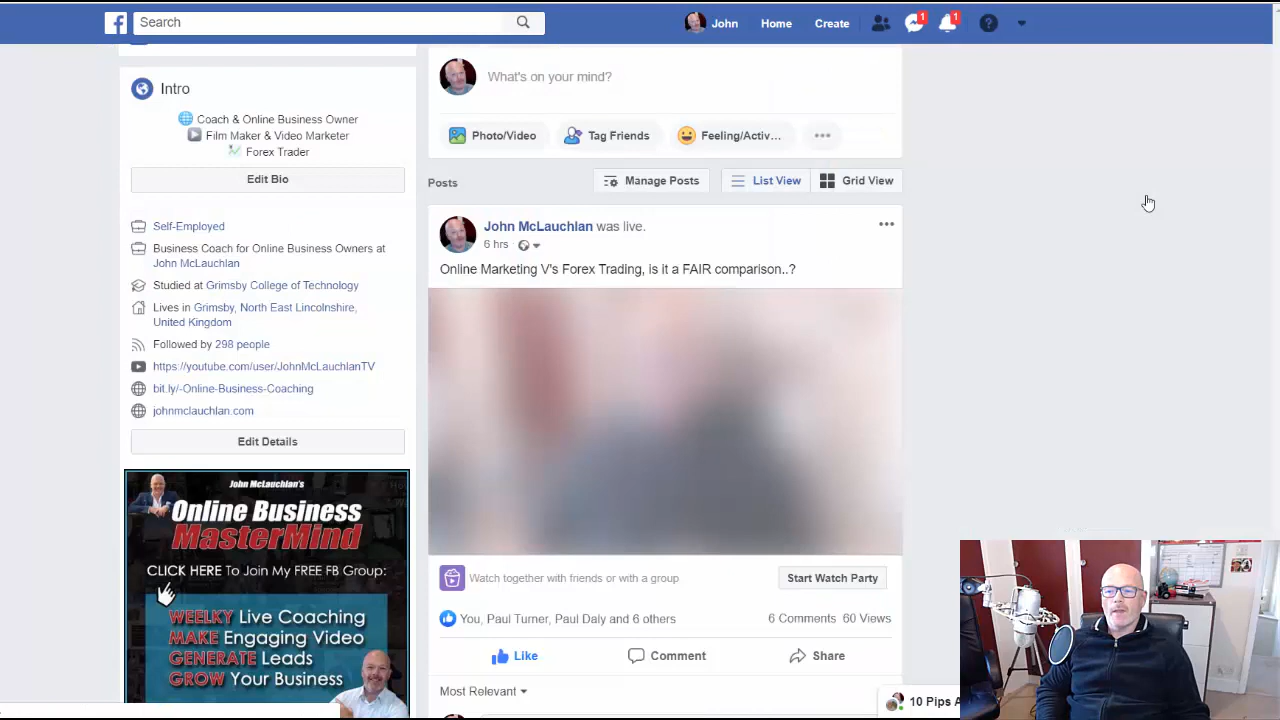 Search
John
Home
Create
1
1
Intro
Coach & Online Business Owner
Film Maker & Video Marketer
Forex Trader
Edit Bio
Self-Employed
Business Coach for Online Business Owners at
John McLauchlan
Studied at Grimsby College of Technology
Lives in Grimsby, North East Lincolnshire,
United Kingdom
Followed by 298 people
https://youtube.com/user/JohnMcLauchlanTV
bit.ly/-Online-Business-Coaching
johnmclauchlan.com
Edit Details
John McLauchlan's
Online Business
MasterMind
CLICK HERE To Join My FREE FB Group:
WEELKY Live Coaching
MAKE Engaging Video
GENERATE Leads
GROW Your Business
What's on your mind?
Photo/Video
Tag Friends
Feeling/Activ...
Posts
Manage Posts
List View
Grid View
John McLauchlan was live.
6 hrs
Online Marketing V's Forex Trading, is it a FAIR comparison..?
Watch together with friends or with a group
Start Watch Party
You, Paul Turner, Paul Daly and 6 others
6 Comments 60 Views
Like
Comment
Share
Most Relevant
10 Pips A